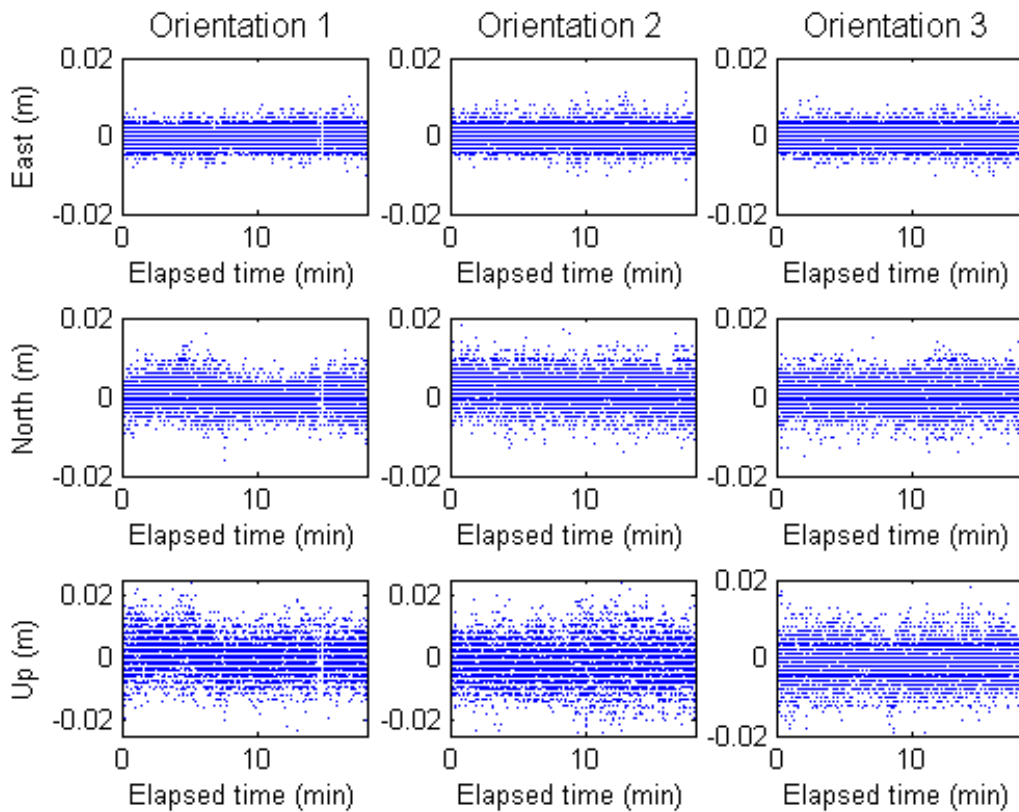 Orientation 1 Orientation 2 Orientation 3
0.02 0.02 0.02
East (m)
0 0 0
-0.02 -0.02 -0.02
0 10 0 10 0 10
Elapsed time (min) Elapsed time (min) Elapsed time (min)
0.02 0.02 0.02
North (m)
0 0 0
-0.02 -0.02 -0.02
0 10 0 10 0 10
Elapsed time (min) Elapsed time (min) Elapsed time (min)
0.02 0.02 0.02
Up (m)
0 0 0
-0.02 -0.02 -0.02
0 10 0 10 0 10
Elapsed time (min) Elapsed time (min) Elapsed time (min)